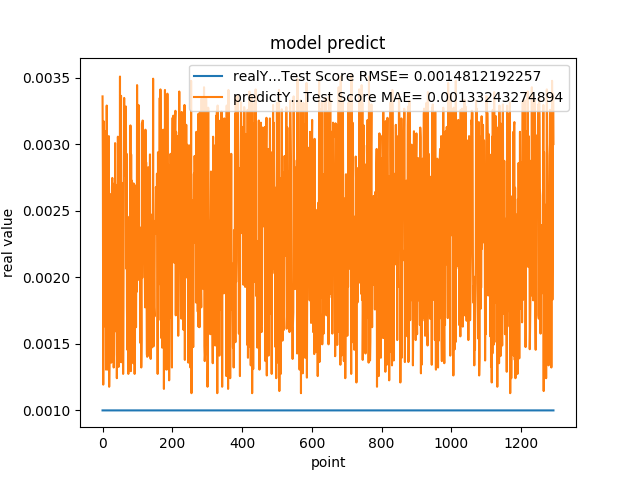 model predict
realY...Test Score RMSE= 0.0014812192257
predictY...Test Score MAE= 0.00133243274894
0.0035
0.0030
0.0025
0.0020
0.0015
0.0010
real value
0 200 400 600 800 1000 1200
point